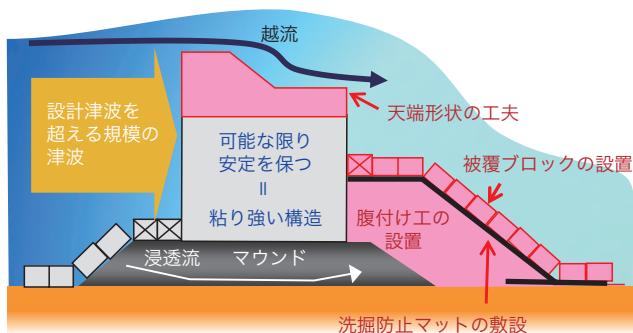 越流
設計津波を
超える規模の
津波
天端形状の工夫
可能な限り
安定を保つ
＝
粘り強い構造
被覆ブロックの設置
腹付け工の
設置
浸透流
マウンド
洗掘防止マットの敷設